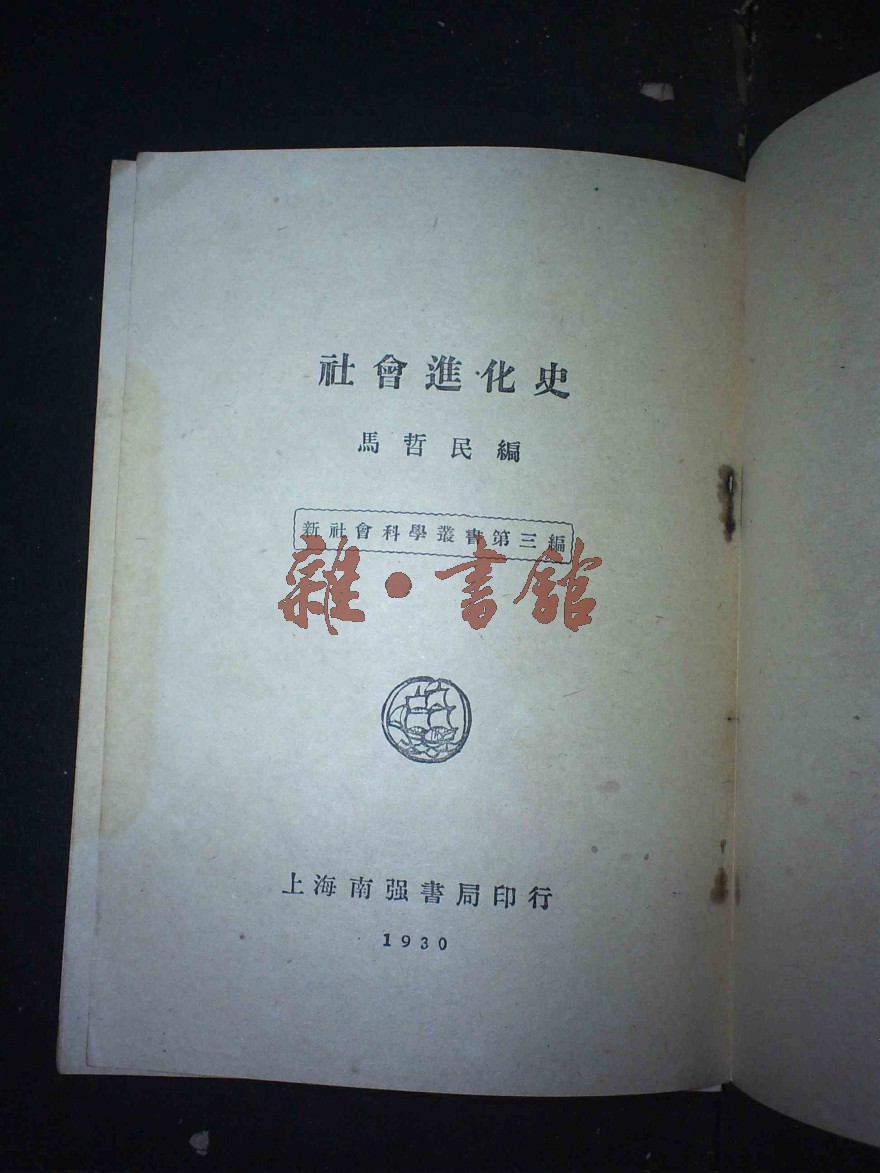 社會進化史
馬哲民編
新社會科學叢書第三編
雜·書館
上海南强書局印行
1930